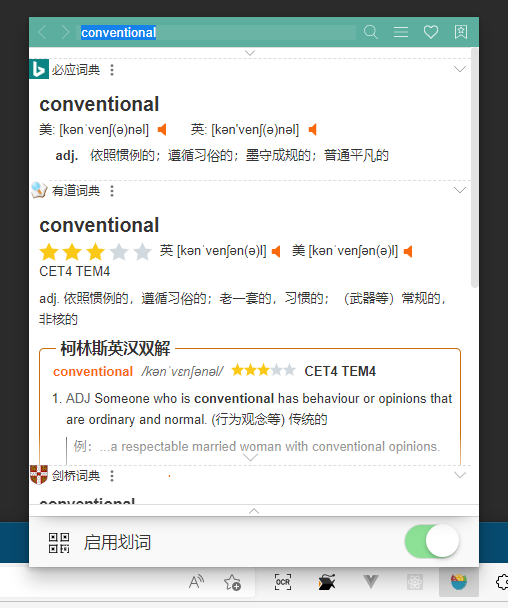 conventional
必应词典
conventional
美: [kənˈvenʃ(ə)nəl] 英: [kən'venʃ(ə)nəl]
adj. 依照惯例的；遵循习俗的；墨守成规的；普通平凡的
有道词典
conventional
英 [kənˈvenʃən(ə)l] 美 [kənˈvenʃən(ə)l]
CET4 TEM4
adj. 依照惯例的，遵循习俗的；老一套的，习惯的；（武器等）常规的，
非核的
柯林斯英汉双解
conventional /kənˈvɛnʃənəl/ CET4 TEM4
1. ADJ Someone who is conventional has behaviour or opinions that
are ordinary and normal. (行为观念等) 传统的
例：...a respectable married woman with conventional opinions.
剑桥词典
conventional
启用划词
A
OCR